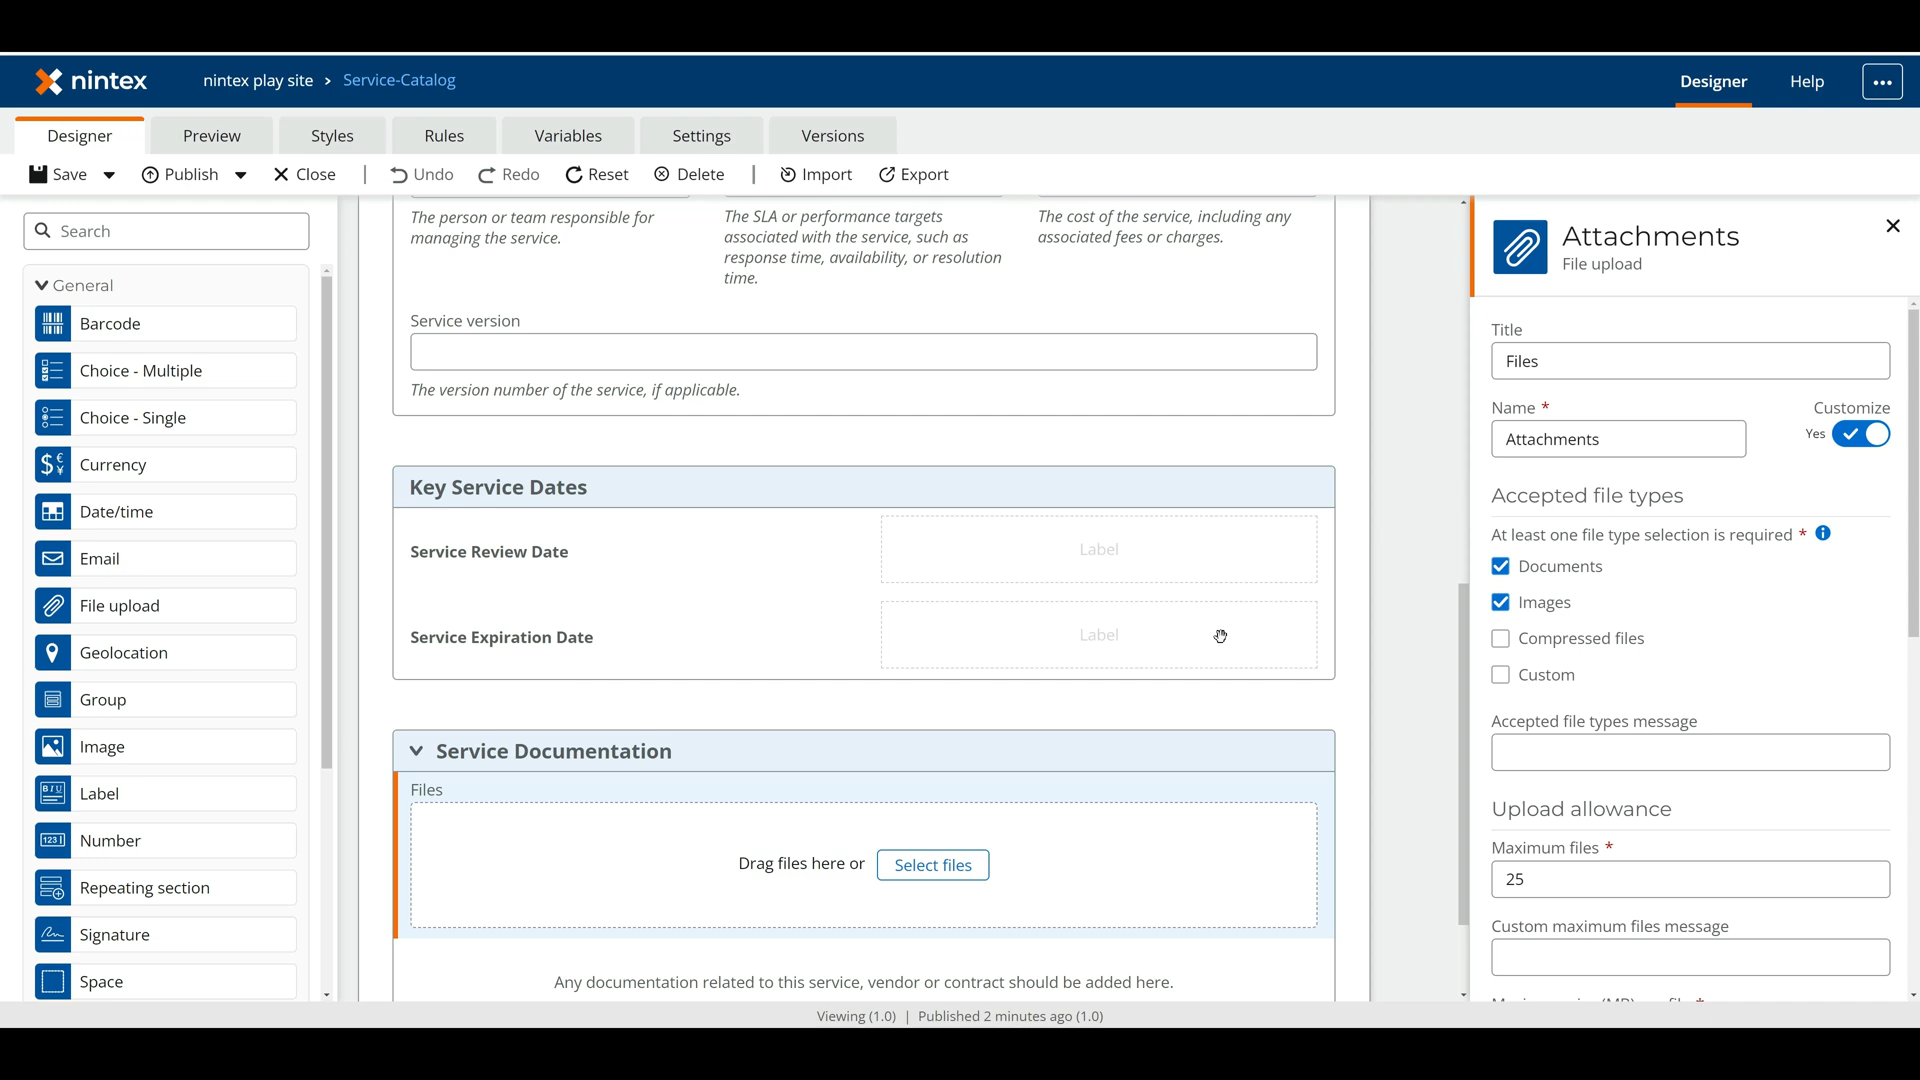 nintex
nintex play site > Service-Catalog
Designer
Help
Designer
Preview
Styles
Rules
Variables
Settings
Versions
Save
Publish
Close
Undo
Redo
Reset
Delete
Import
Export
Search
General
Barcode
Choice - Multiple
Choice - Single
Currency
Date/time
Email
File upload
Geolocation
Group
Image
Label
Number
Repeating section
Signature
Space
The person or team responsible for
managing the service.
The SLA or performance targets
associated with the service, such as
response time, availability, or resolution
time.
The cost of the service, including any
associated fees or charges.
Service version
The version number of the service, if applicable.
Key Service Dates
Service Review Date
Label
Service Expiration Date
Label
Service Documentation
Files
Drag files here or
Select files
Any documentation related to this service, vendor or contract should be added here.
Attachments
File upload
Title
Files
Name *
Customize
Attachments
Yes
Accepted file types
At least one file type selection is required *
Documents
Images
Compressed files
Custom
Accepted file types message
Upload allowance
Maximum files *
25
Custom maximum files message
Viewing (1.0) | Published 2 minutes ago (1.0)